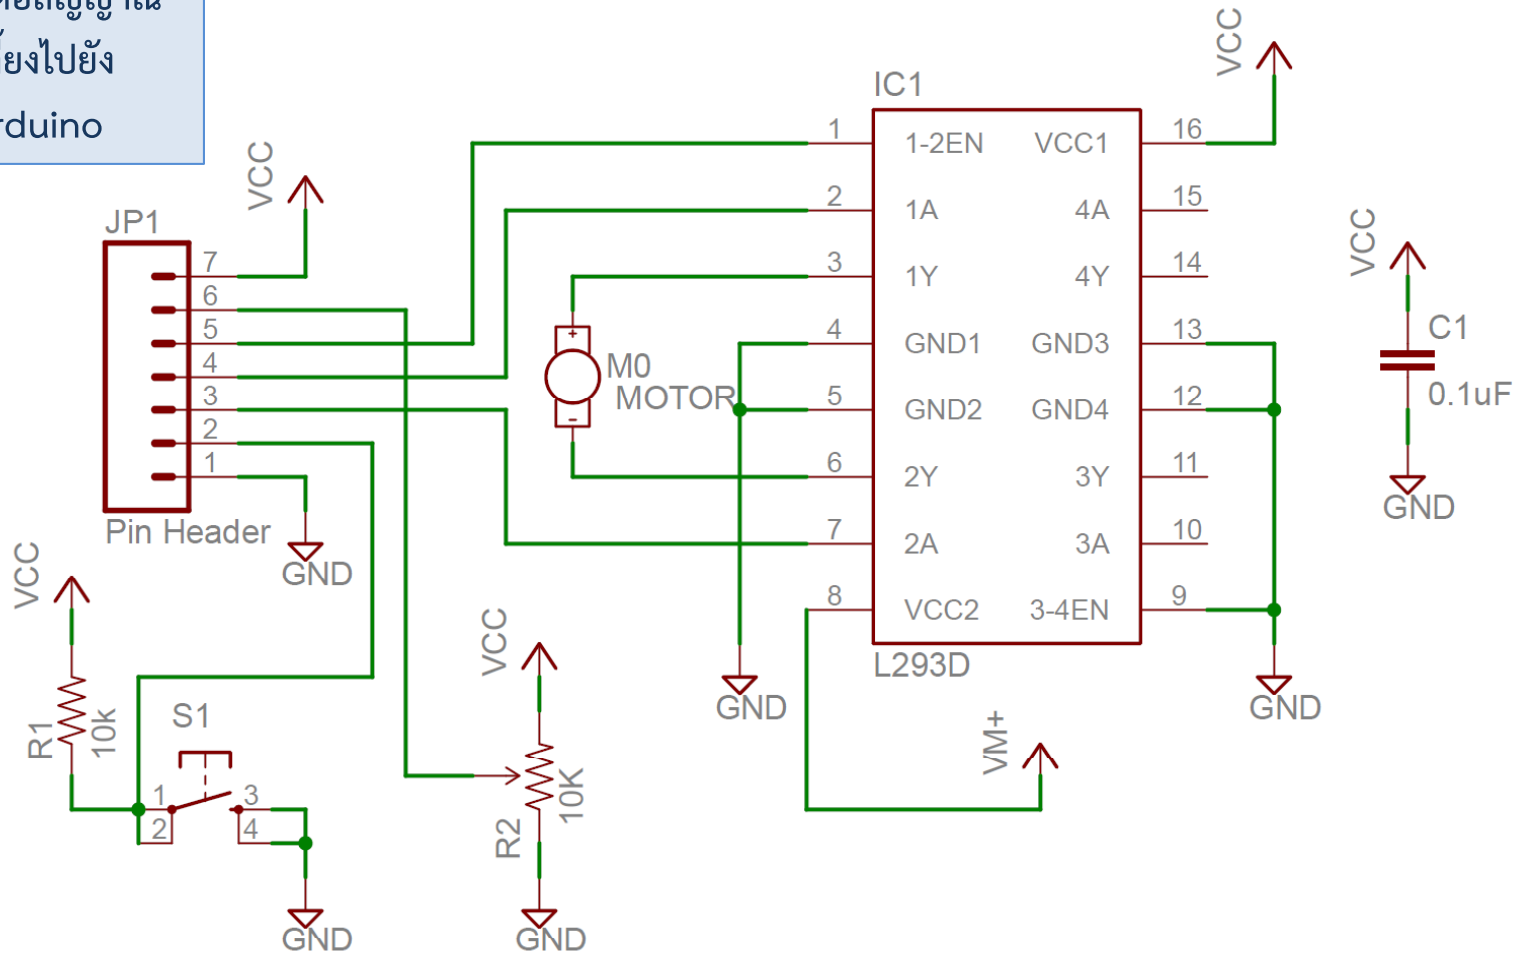 ยงไปยัง
rduino
VCC
IC1
1 1-2EN VCC1 16
2 1A 4A 15
3 1Y 4Y 14
4 GND1 GND3 13
5 GND2 GND4 12
6 2Y 3Y 11
7 2A 3A 10
8 VCC2 3-4EN 9
L293D
VCC
JP1
7
6
5
4
3
2
1
Pin Header
GND
+
M0
MOTOR
-
VCC
C1
0.1uF
GND
VCC
R1
10k
S1
1 3
2 4
GND
VCC
R2
10K
GND
GND
VM+
GND